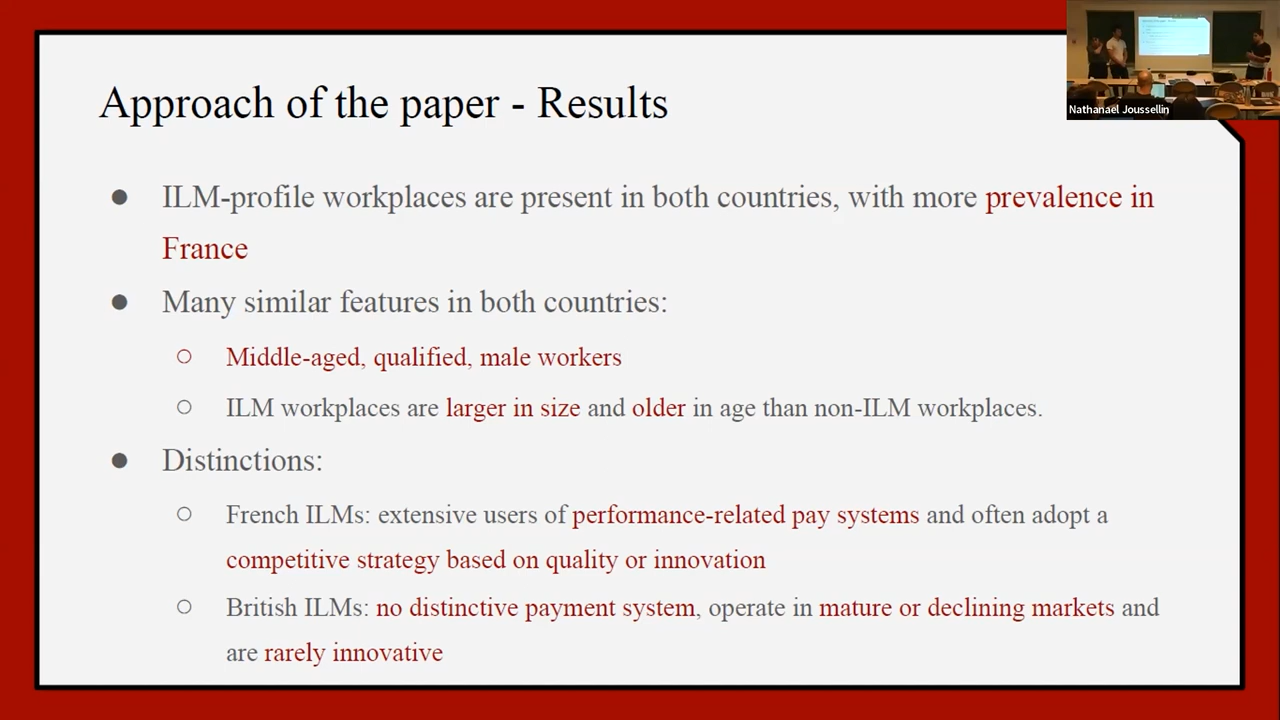 Approach of the paper - Results
Nathanael Joussellin
● ILM-profile workplaces are present in both countries, with more prevalence in
France
● Many similar features in both countries:
○ Middle-aged, qualified, male workers
○ ILM workplaces are larger in size and older in age than non-ILM workplaces.
● Distinctions:
○ French ILMs: extensive users of performance-related pay systems and often adopt a
competitive strategy based on quality or innovation
○ British ILMs: no distinctive payment system, operate in mature or declining markets and
are rarely innovative